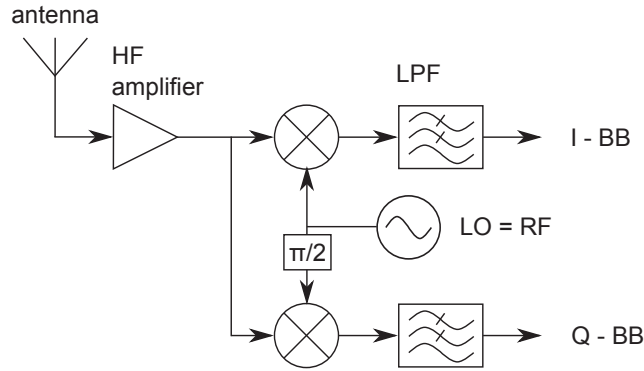 antenna
HF
amplifier
LPF
I - BB
LO = RF
π/2
Q - BB